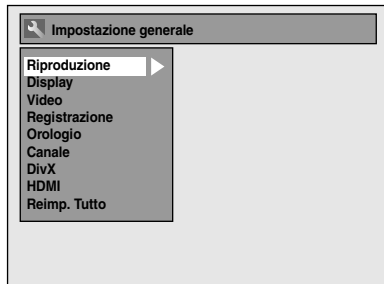 Impostazione generale
Riproduzione
Display
Video
Registrazione
Orologio
Canale
DivX
HDMI
Reimp. Tutto